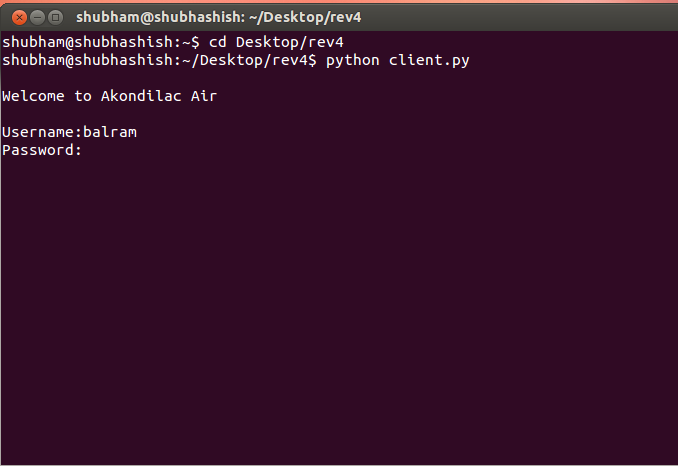 shubham@shubhashish: ~/Desktop/rev4
shubham@shubhashish:~$ cd Desktop/rev4
shubham@shubhashish:~/Desktop/rev4$ python client.py
Welcome to Akondilac Air
Username:balram
Password: